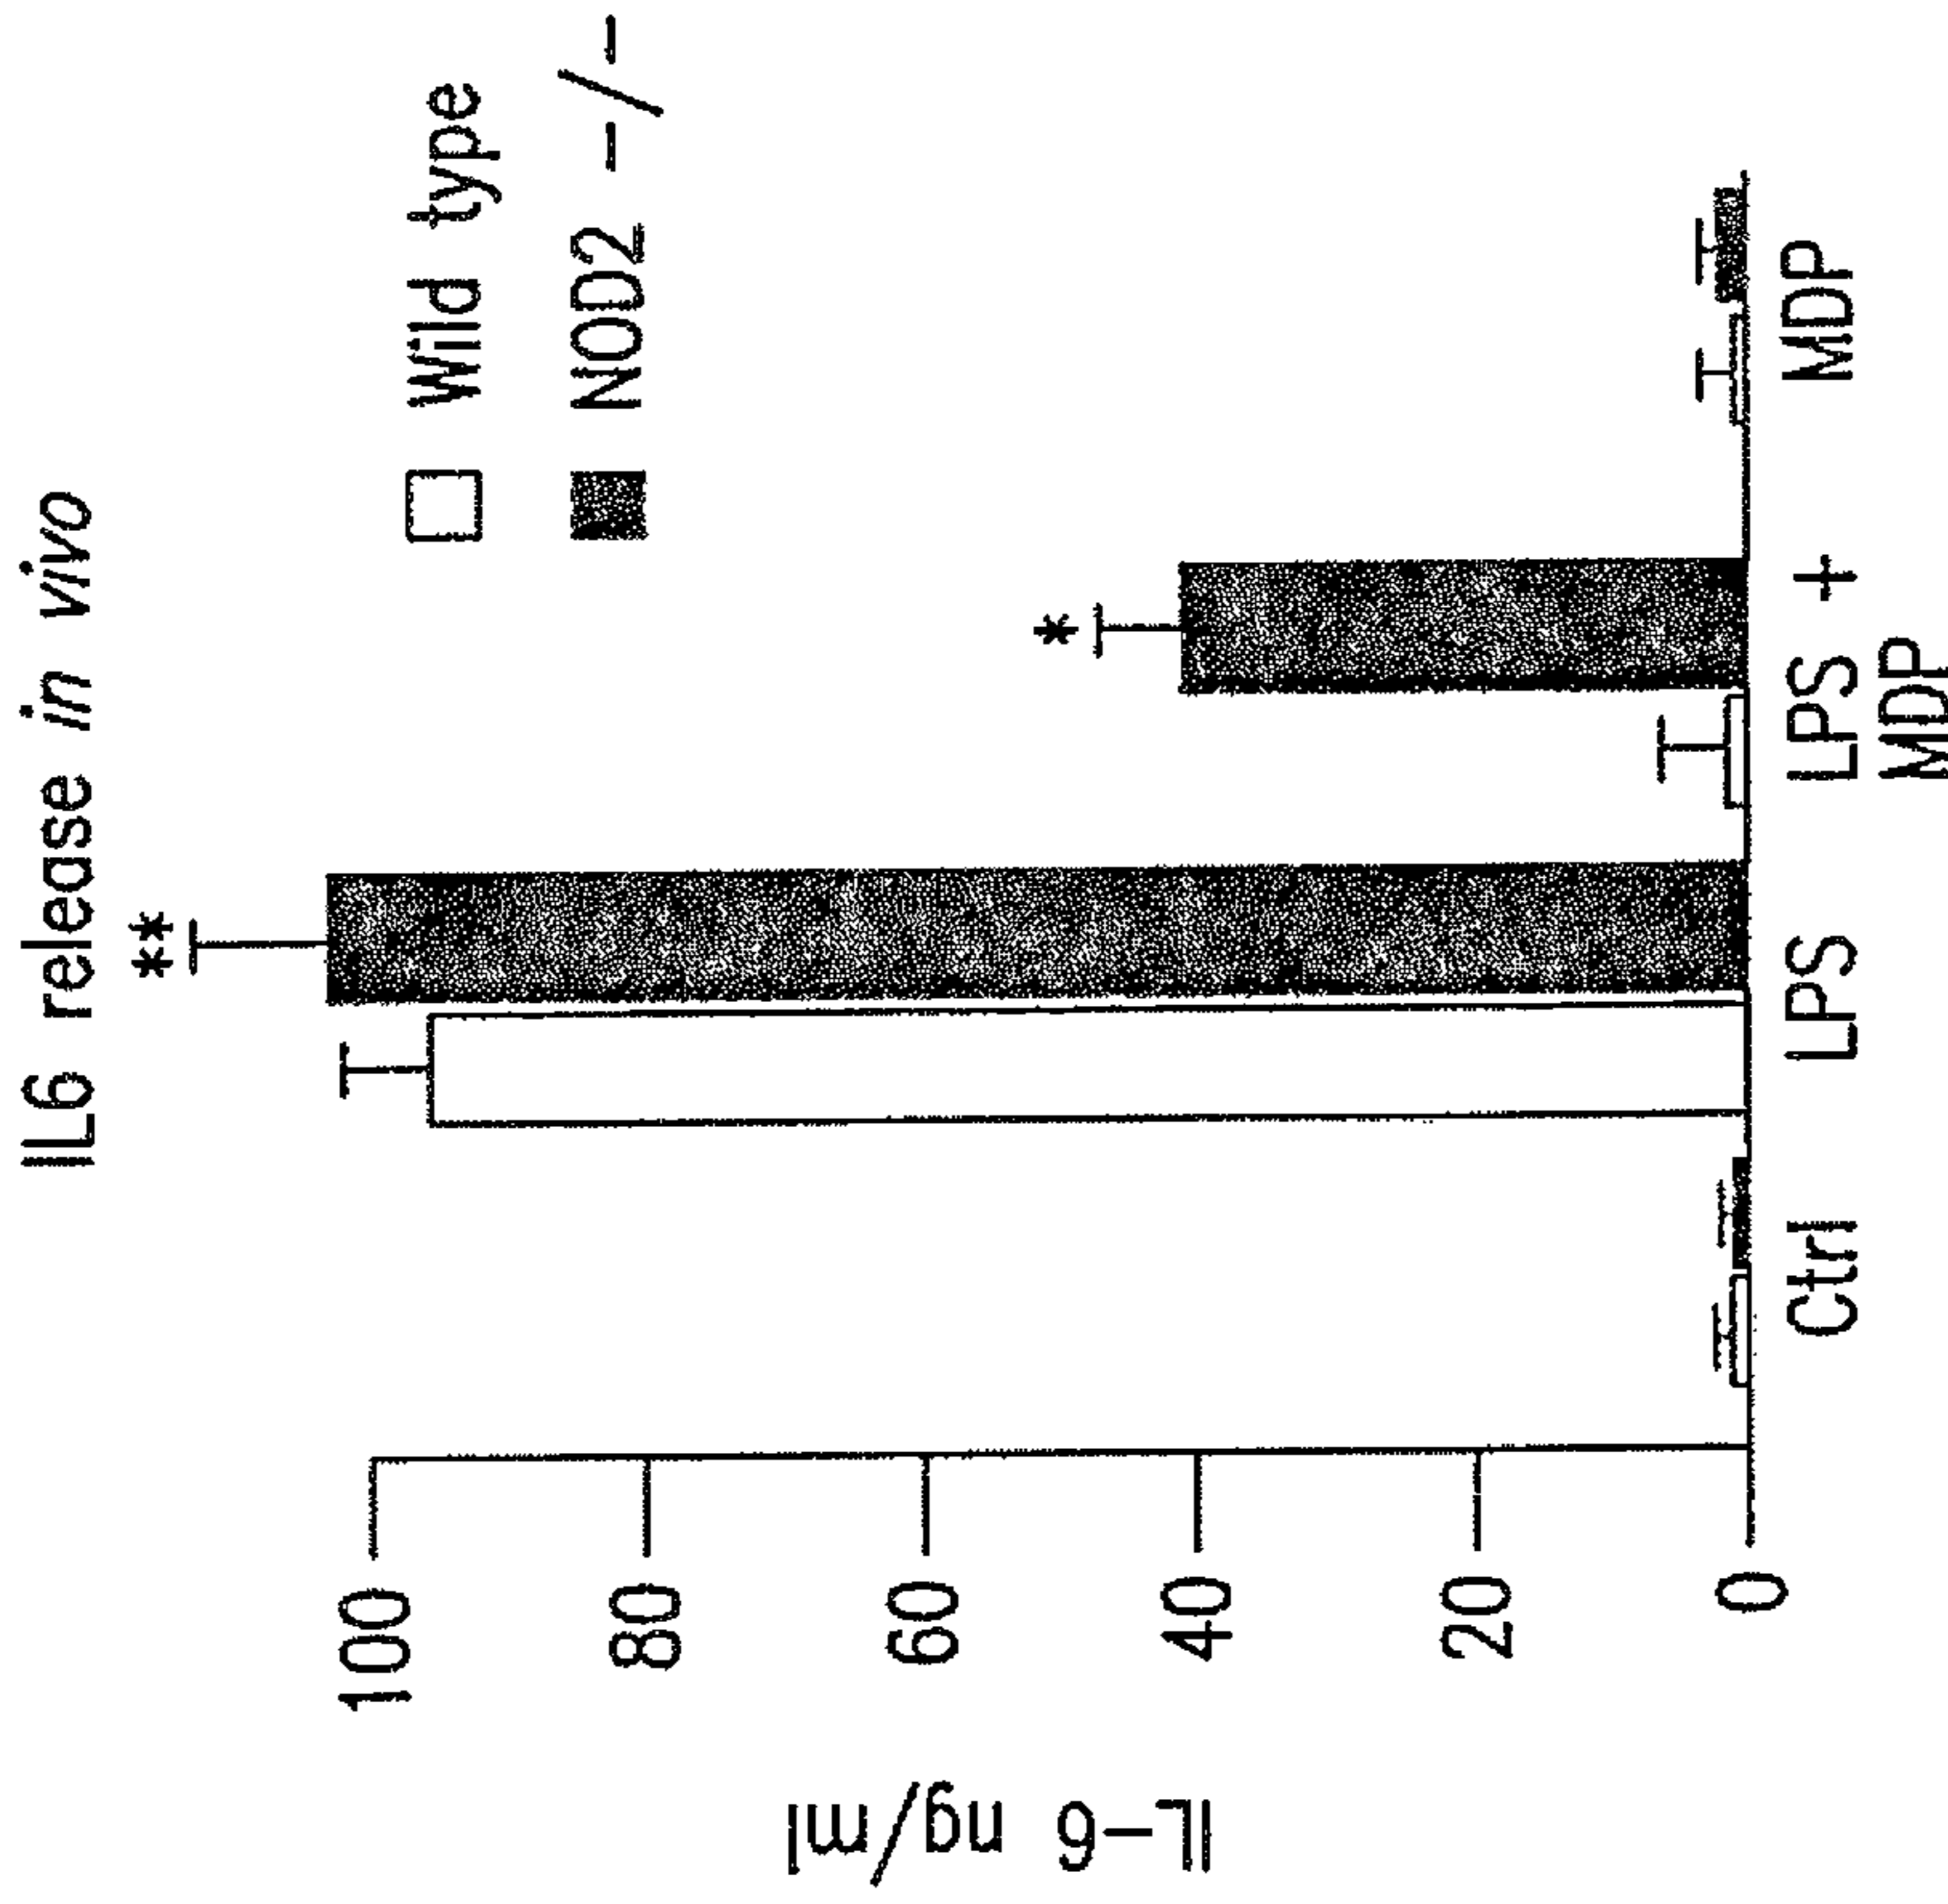 IL6 release in vivo
**
Wild type
NOD2 -/-
*
100
80
60
40
20
0
IL-6 ng/ml
Ctrl
LPS
LPS +
MDP
MDP